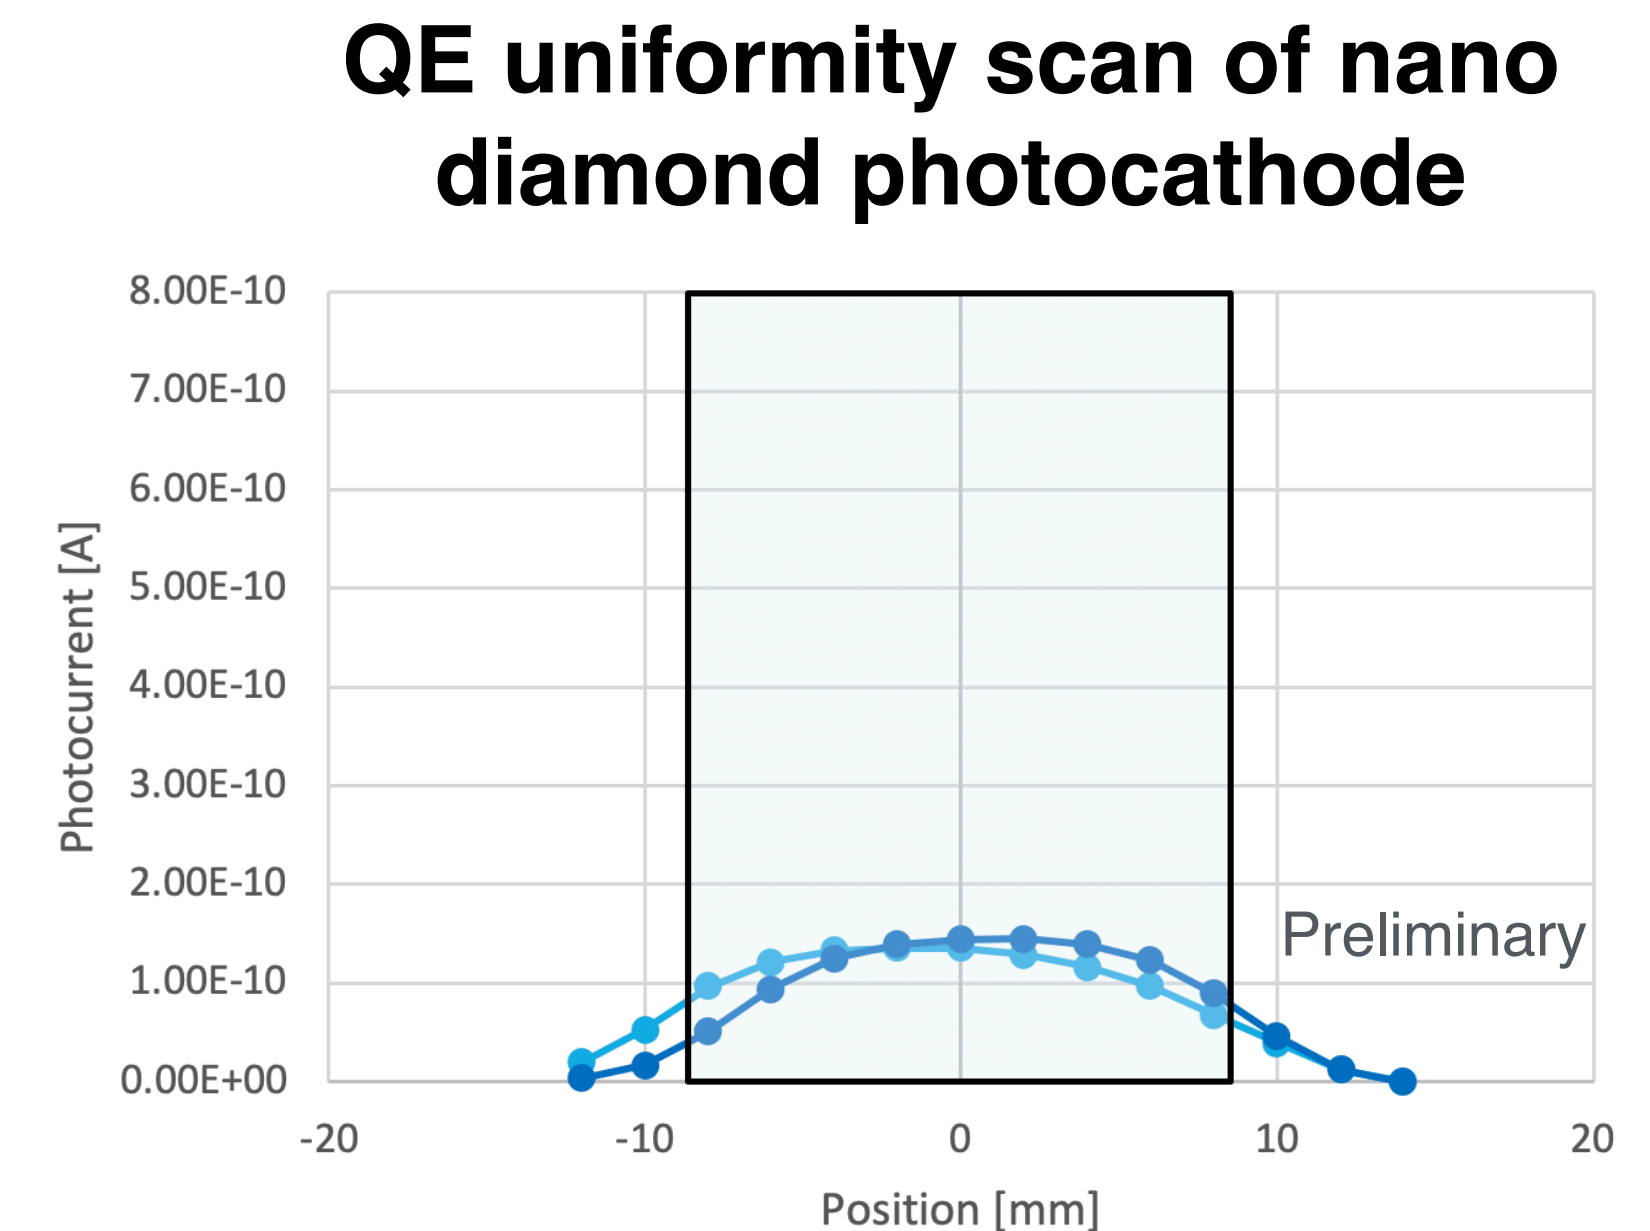 QE uniformity scan of nano
diamond photocathode
8.00E-10
7.00E-10
6.00E-10
5.00E-10
4.00E-10
3.00E-10
2.00E-10
1.00E-10
0.00E+00
Photocurrent [A]
Preliminary
-20 -10 0 10 20
Position [mm]